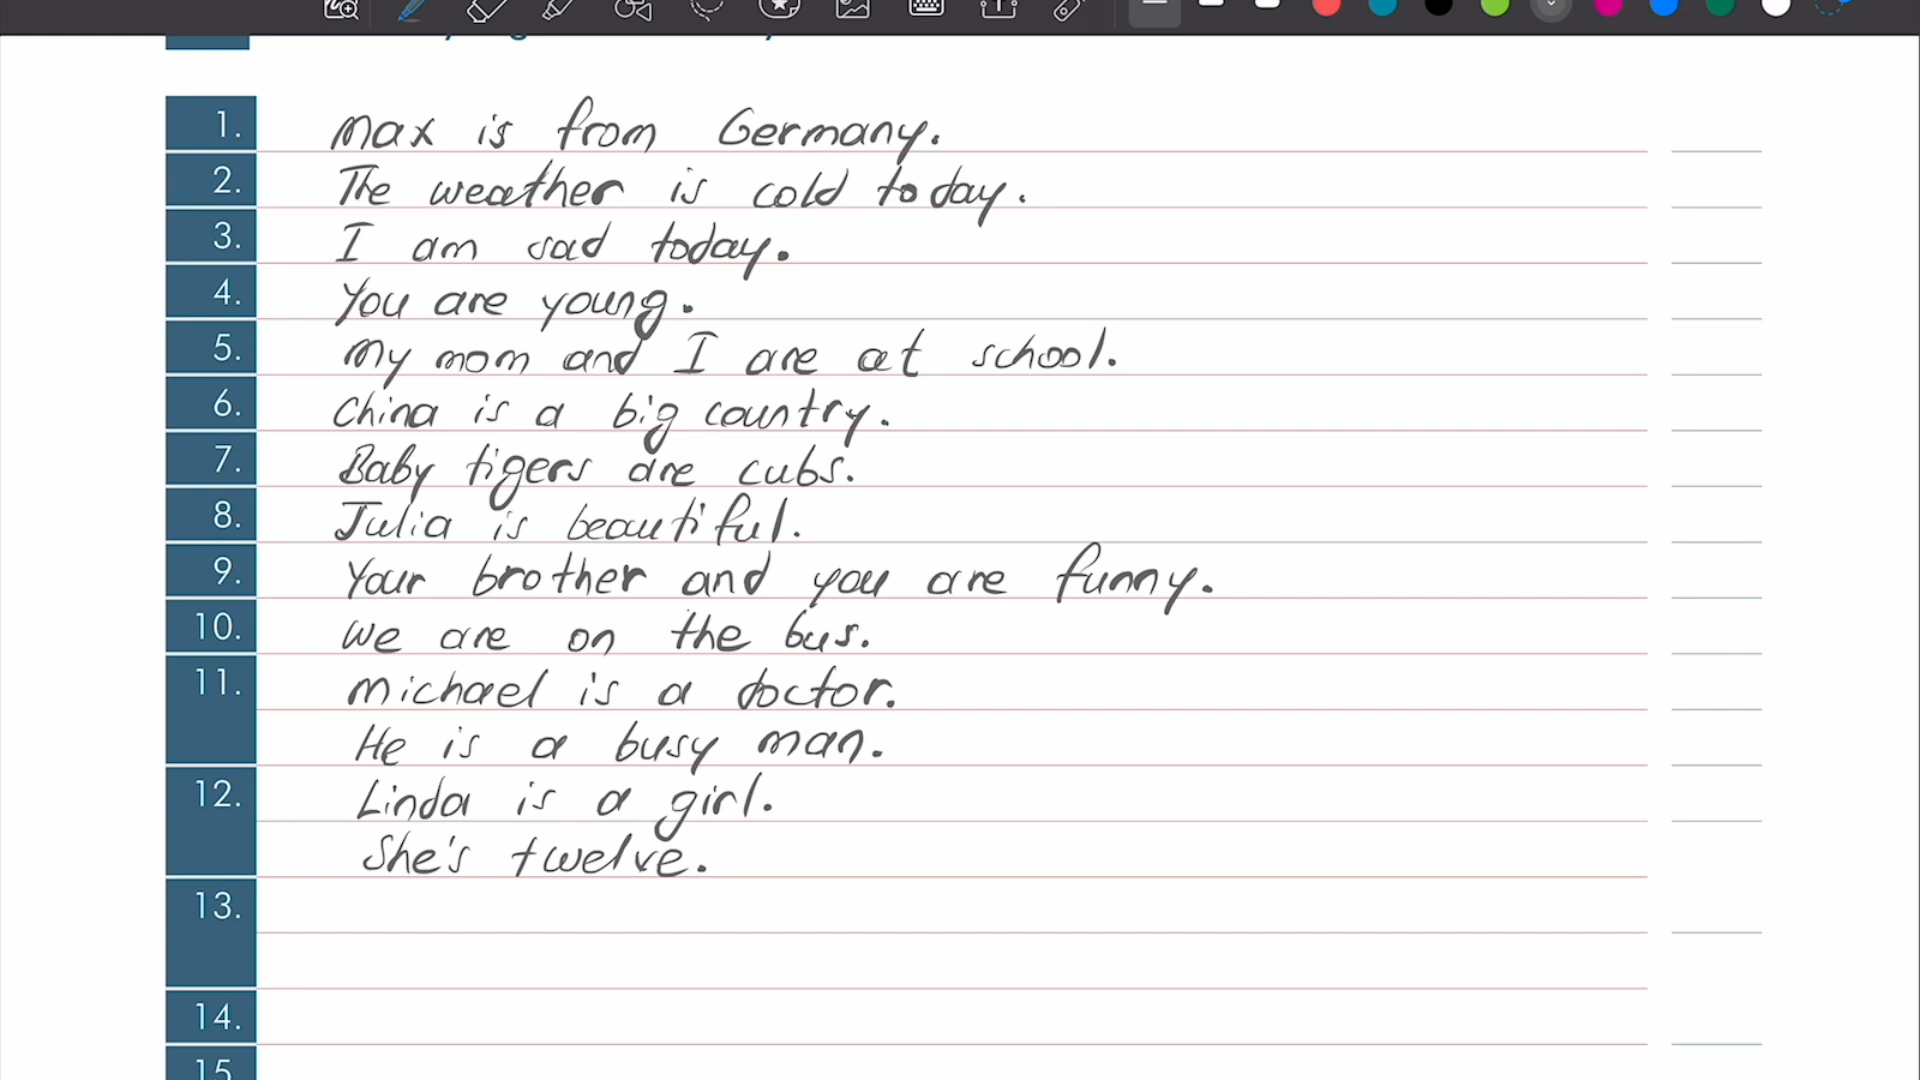 1. Max is from Germany.
2. The weather is cold today.
3. I am sad today.
4. You are young.
5. My mom and I are at school.
6. China is a big country.
7. Baby tigers are cubs.
8. Julia is beautiful.
9. Your brother and you are funny.
10. We are on the bus.
11. Michael is a doctor.
He is a busy man.
12. Linda is a girl.
She's twelve.
13.
14.
15.